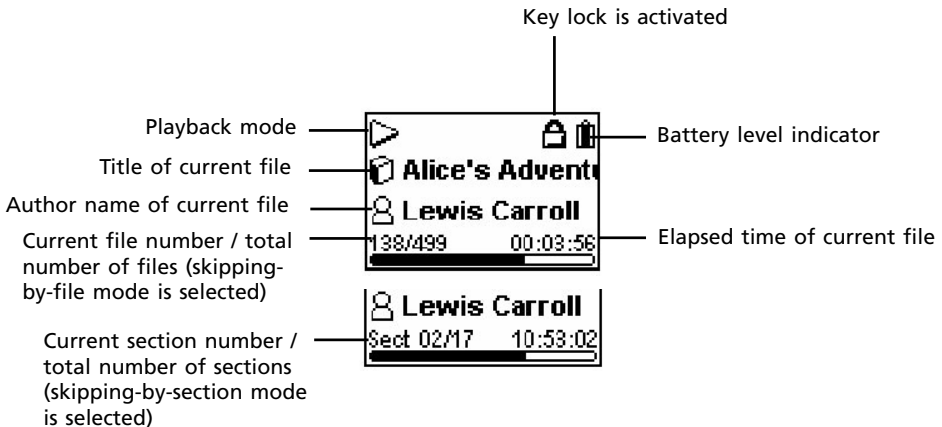 Key lock is activated
Playback mode
Battery level indicator
Title of current file
Alice's Advent
Author name of current file
Lewis Carroll
Current file number / total
number of files (skipping-
by-file mode is selected)
138/499 00:03:56
Elapsed time of current file
Lewis Carroll
Current section number /
total number of sections
(skipping-by-section mode
is selected)
Sect 02/17 10:53:02